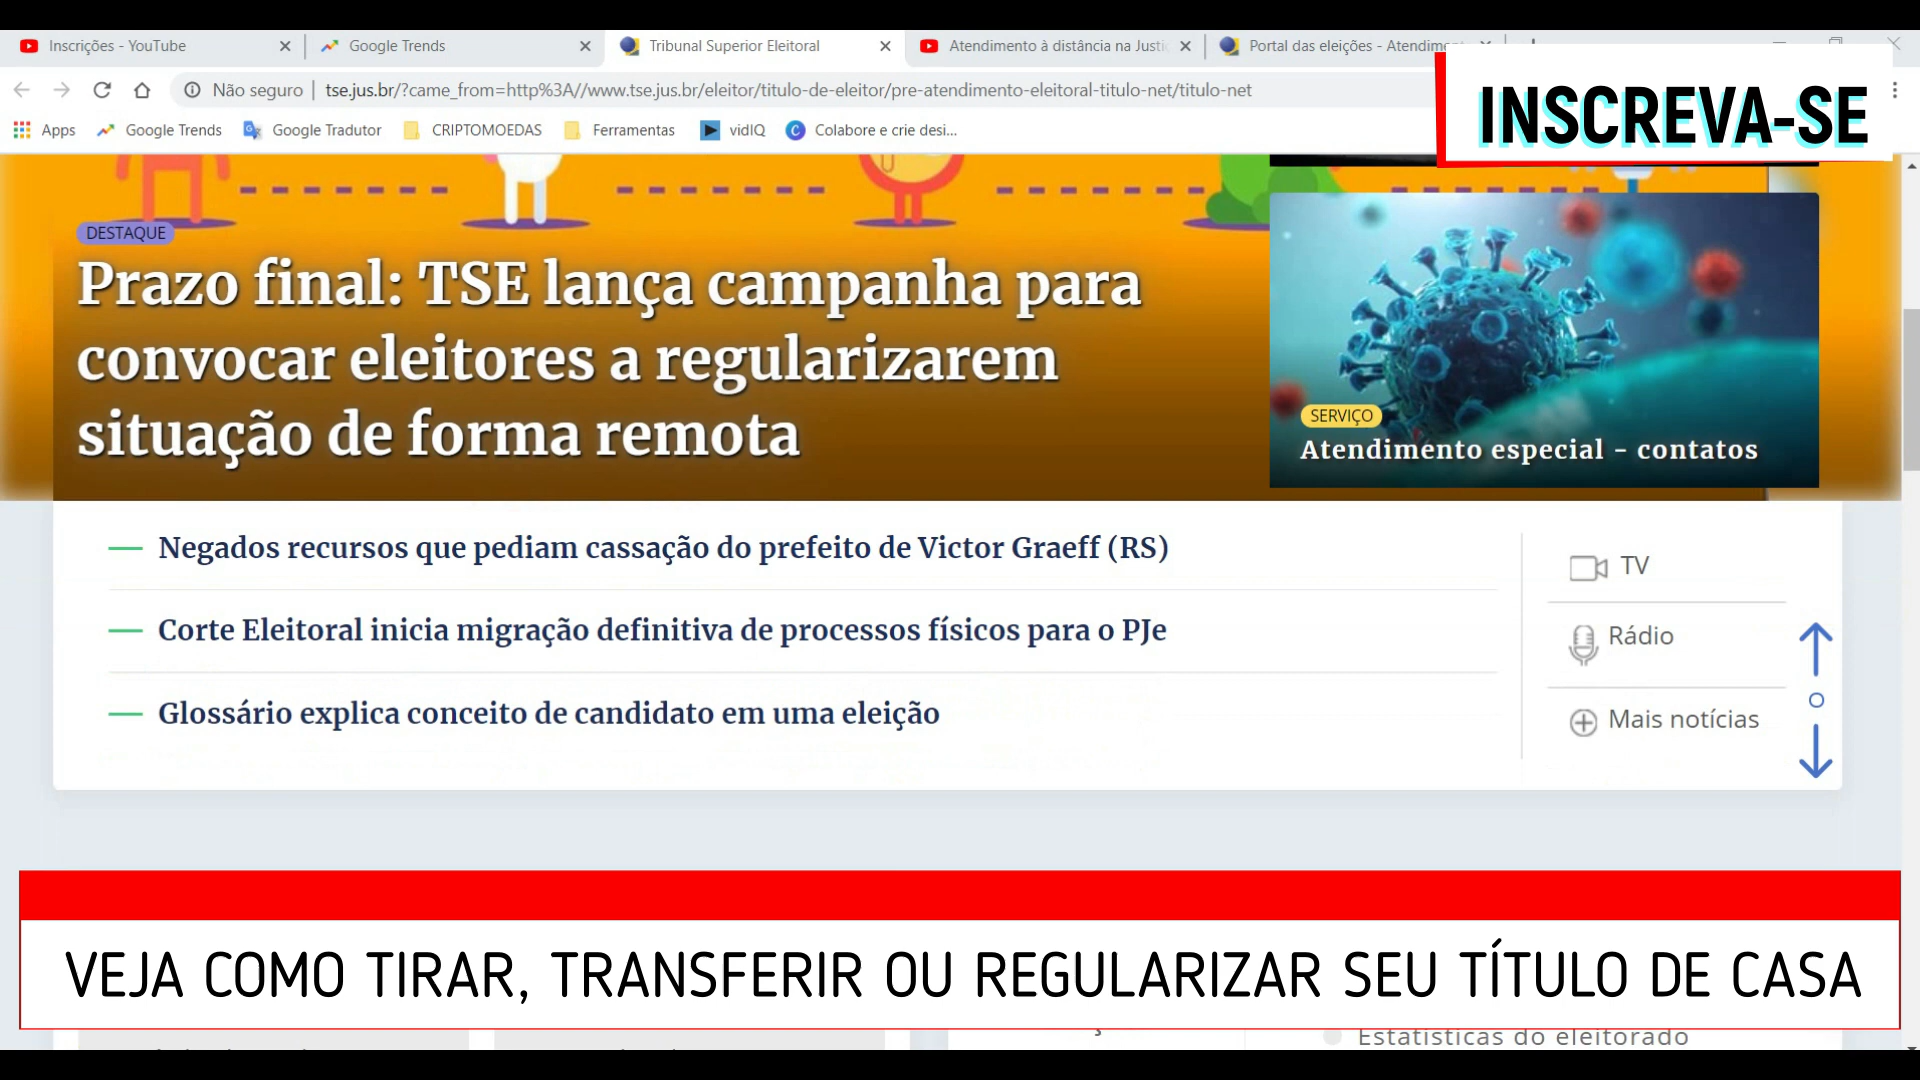 Inscrições - YouTube
Google Trends
Tribunal Superior Eleitoral
Atendimento à distância na Justi
Portal das eleições - Atendime
Não seguro | tse.jus.br/?came_from=http%3A//www.tse.jus.br/eleitor/titulo-de-eleitor/pre-atendimento-eleitoral-titulo-net/titulo-net
INSCREVA-SE
Apps
Google Trends
Google Tradutor
CRIPTOMOEDAS
Ferramentas
vidIQ
Colabore e crie desi...
DESTAQUE
Prazo final: TSE lança campanha para
convocar eleitores a regularizarem
situação de forma remota
SERVIÇO
Atendimento especial - contatos
Negados recursos que pediam cassação do prefeito de Victor Graeff (RS)
Corte Eleitoral inicia migração definitiva de processos físicos para o PJe
Glossário explica conceito de candidato em uma eleição
TV
Rádio
Mais notícias
VEJA COMO TIRAR, TRANSFERIR OU REGULARIZAR SEU TÍTULO DE CASA
Estatísticas do eleitorado